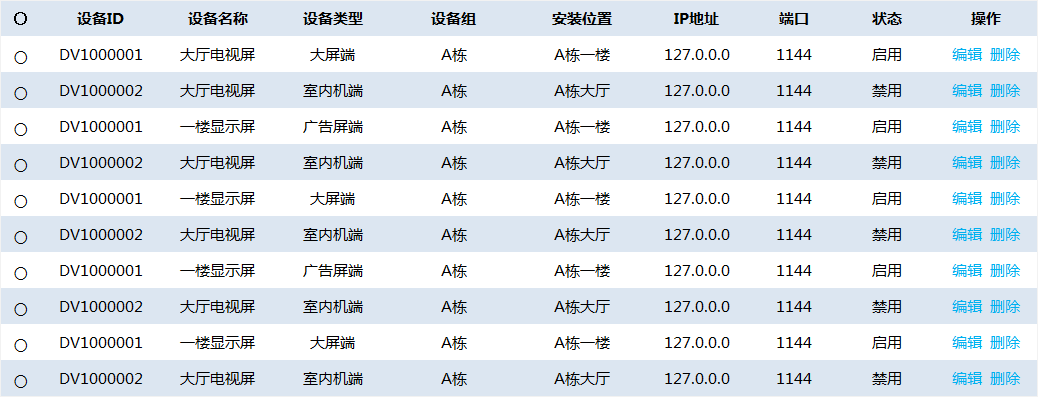 设备ID 设备名称 设备类型 设备组 安装位置 IP地址 端口 状态 操作
DV1000001 大厅电视屏 大屏端 A栋 A栋一楼 127.0.0.0 1144 启用 编辑 删除
DV1000002 大厅电视屏 室内机端 A栋 A栋大厅 127.0.0.0 1144 禁用 编辑 删除
DV1000001 一楼显示屏 广告屏端 A栋 A栋一楼 127.0.0.0 1144 启用 编辑 删除
DV1000002 大厅电视屏 室内机端 A栋 A栋大厅 127.0.0.0 1144 禁用 编辑 删除
DV1000001 一楼显示屏 大屏端 A栋 A栋一楼 127.0.0.0 1144 启用 编辑 删除
DV1000002 大厅电视屏 室内机端 A栋 A栋大厅 127.0.0.0 1144 禁用 编辑 删除
DV1000001 一楼显示屏 广告屏端 A栋 A栋一楼 127.0.0.0 1144 启用 编辑 删除
DV1000002 大厅电视屏 室内机端 A栋 A栋大厅 127.0.0.0 1144 禁用 编辑 删除
DV1000001 一楼显示屏 大屏端 A栋 A栋一楼 127.0.0.0 1144 启用 编辑 删除
DV1000002 大厅电视屏 室内机端 A栋 A栋大厅 127.0.0.0 1144 禁用 编辑 删除